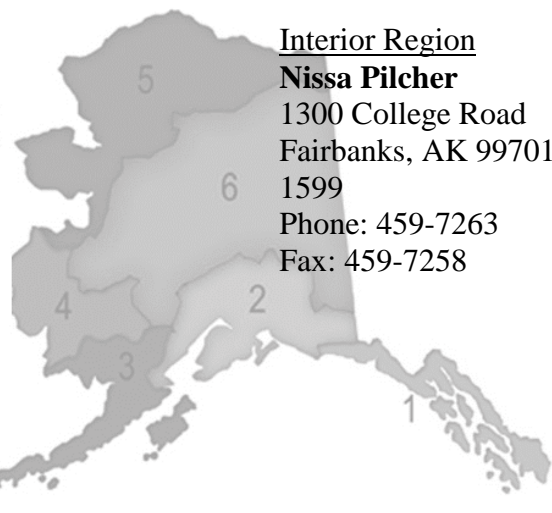 Interior Region
Nissa Pilcher
1300 College Road
Fairbanks, AK 99701
1599
Phone: 459-7263
Fax: 459-7258
5
6
2
4
3
1